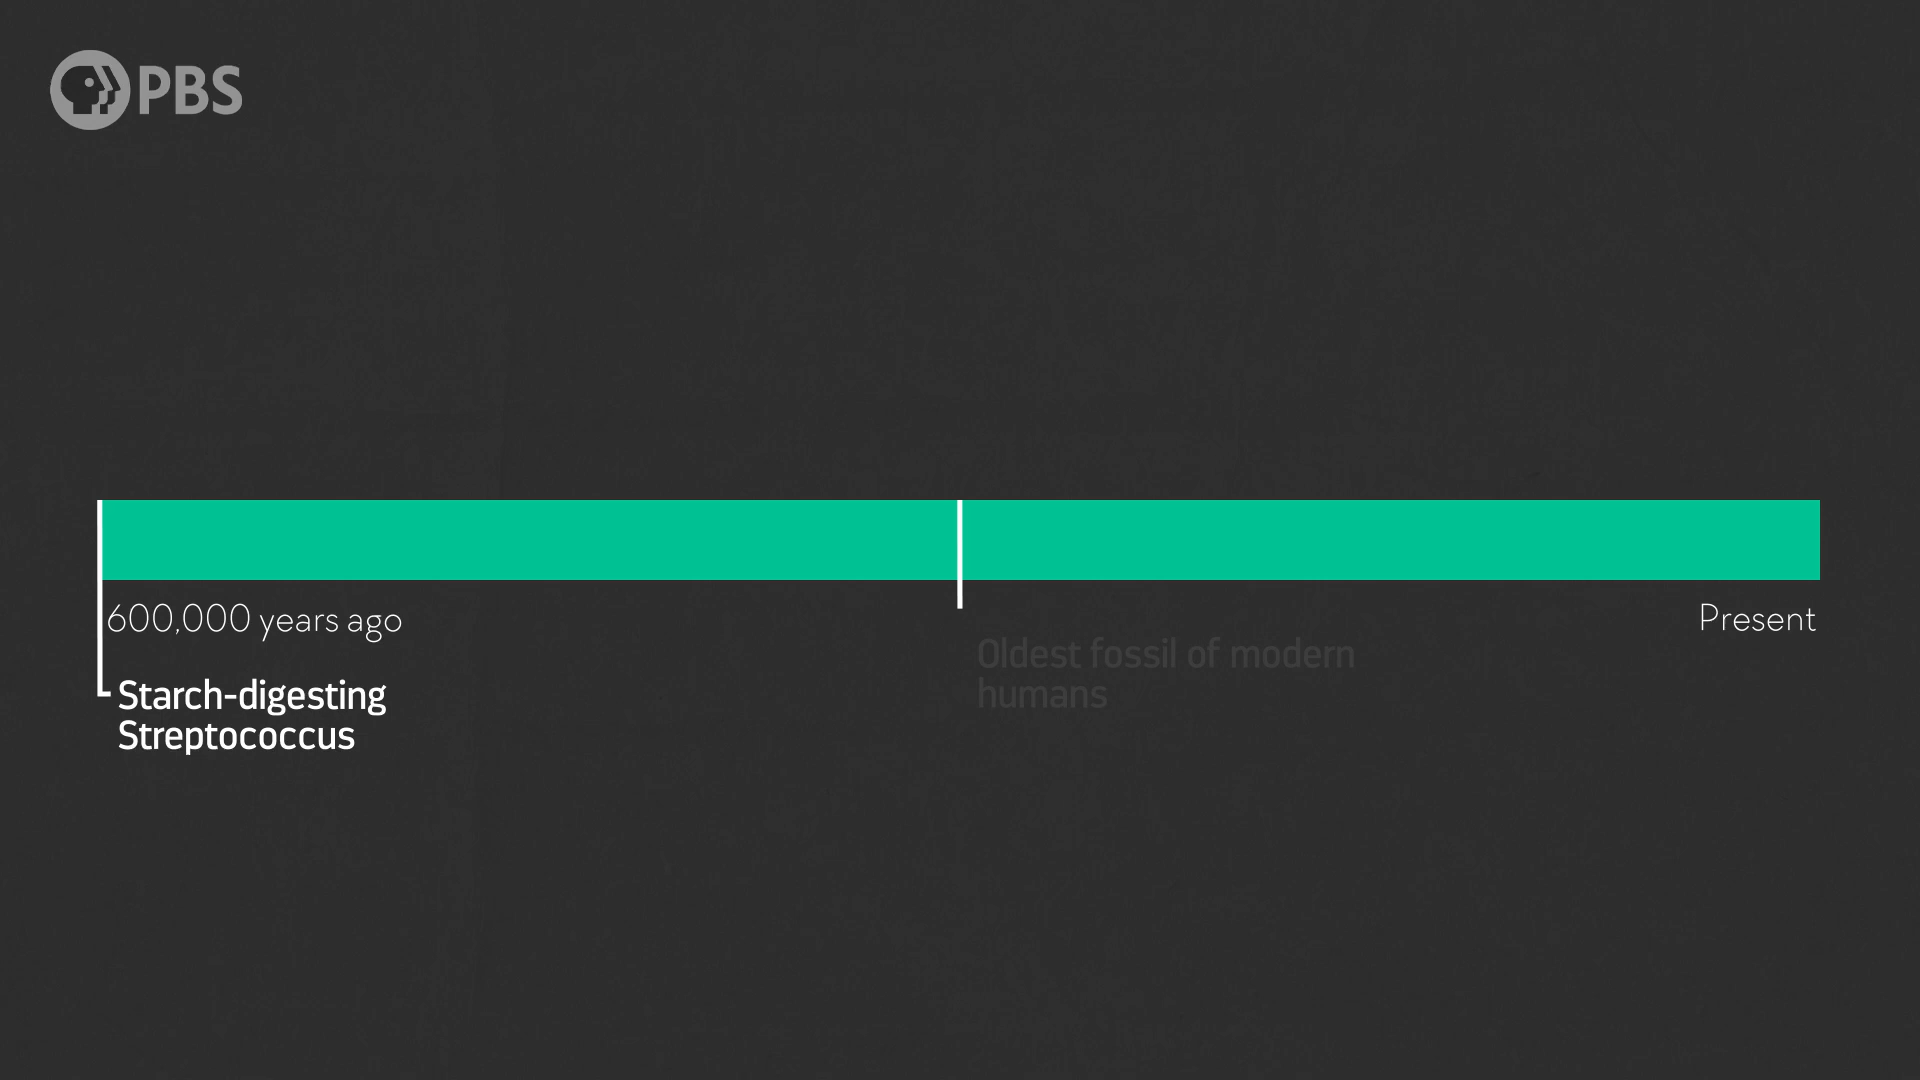 PBS
600,000 years ago
Present
Starch-digesting
Streptococcus
Oldest fossil of modern
humans